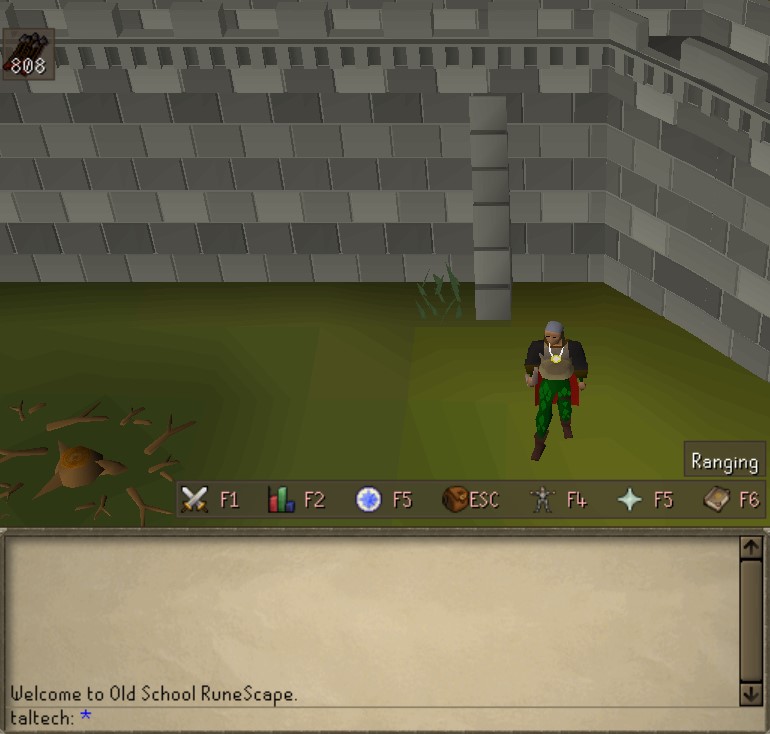 808
Ranging
F1 F2 F5 ESC F4 F5 F6
Welcome to Old School RuneScape.
taltech: *